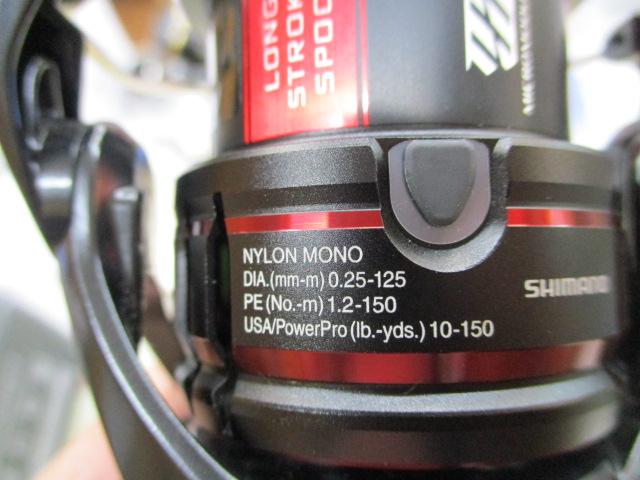 LONG
STROKE
SPOOL
NYLON MONO
DIA.(mm-m) 0.25-125
PE (No.-m) 1.2-150
USA/PowerPro (lb.-yds.) 10-150
SHIMANO